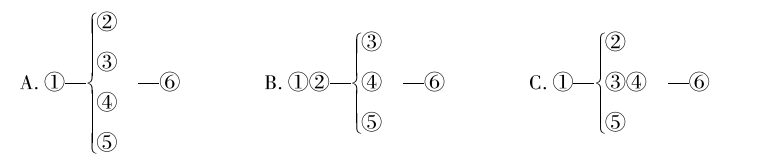 ②
③
A. ①—{ —⑥
④
⑤
③
B. ①②—{④ —⑥
⑤
②
C. ①—{③④ —⑥
⑤